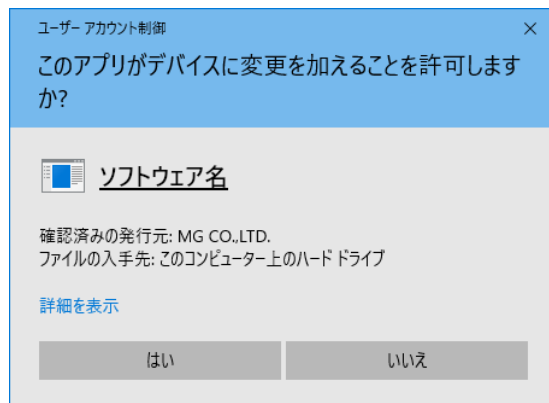 ユーザー アカウント制御
このアプリがデバイスに変更を加えることを許可します
か?
ソフトウェア名
確認済みの発行元: MG CO.,LTD.
ファイルの入手先: このコンピューター上のハード ドライブ
詳細を表示
はい
いいえ